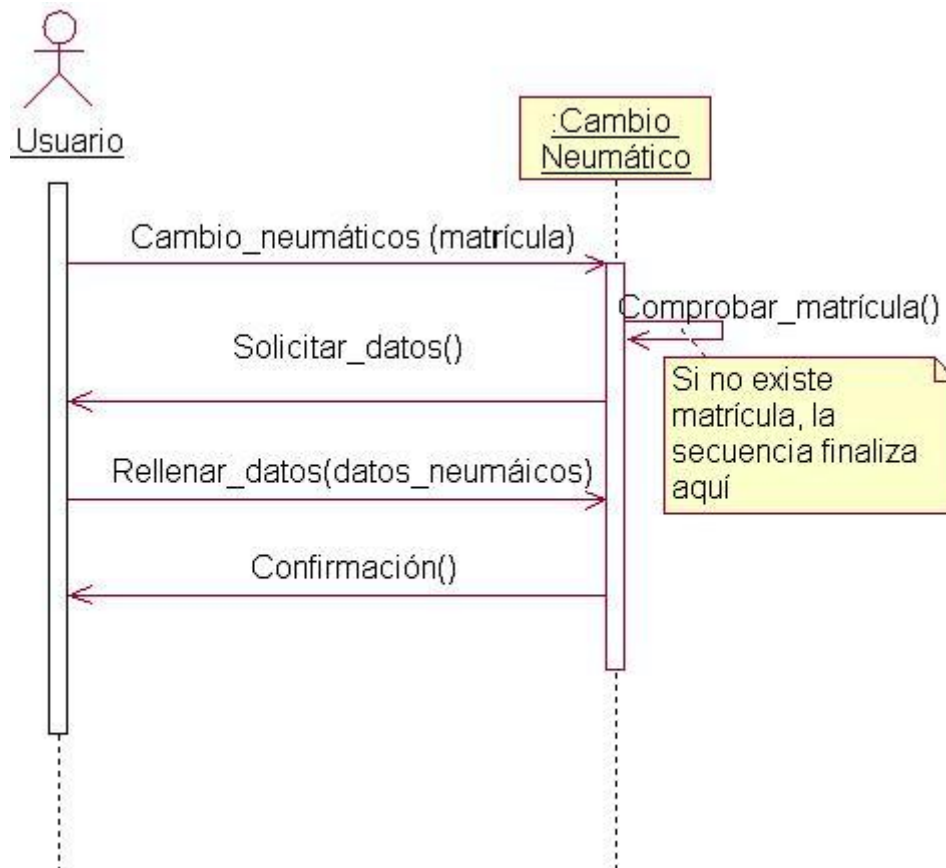 Usuario
:Cambio
Neumático
Cambio_neumáticos (matrícula)
Comprobar_matrícula()
Solicitar_datos()
Si no existe
matrícula, la
secuencia finaliza
aquí
Rellenar_datos(datos_neumáicos)
Confirmación()